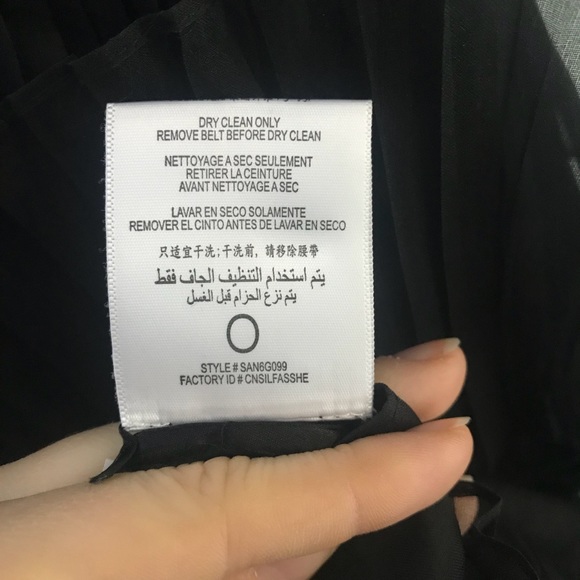 DRY CLEAN ONLY
REMOVE BELT BEFORE DRY CLEAN
NETTOYAGE A SEC SEULEMENT
RETIRER LA CEINTURE
AVANT NETTOYAGE A SEC
LAVAR EN SECO SOLAMENTE
REMOVER EL CINTO ANTES DE LAVAR EN SECO
只适宜干洗;干洗前,請移除腰帶
يتم استخدام التنظيف الجاف فقط
يتم نزع الحزام قبل الغسل
STYLE # SAN6G099
FACTORY ID # CNSILFASSHE